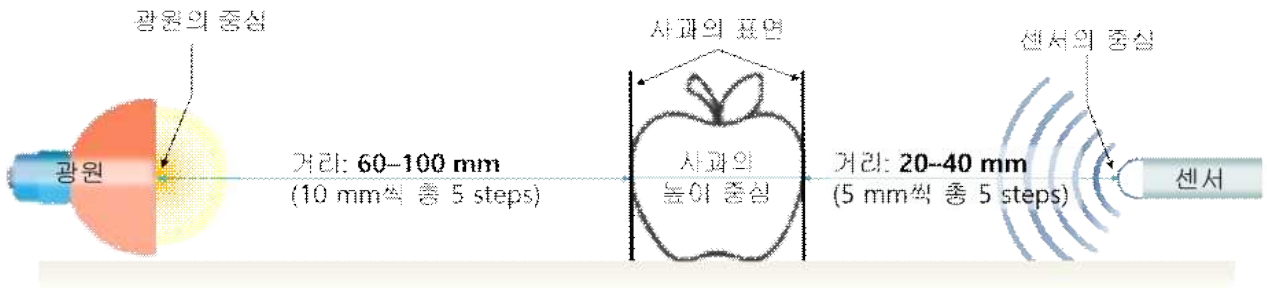 광원의 중심
사과의 표면
센서의 중심
광원
거리: 60–100 mm
(10 mm씩 총 5 steps)
사과의
높이 중심
거리: 20–40 mm
(5 mm씩 총 5 steps)
센서